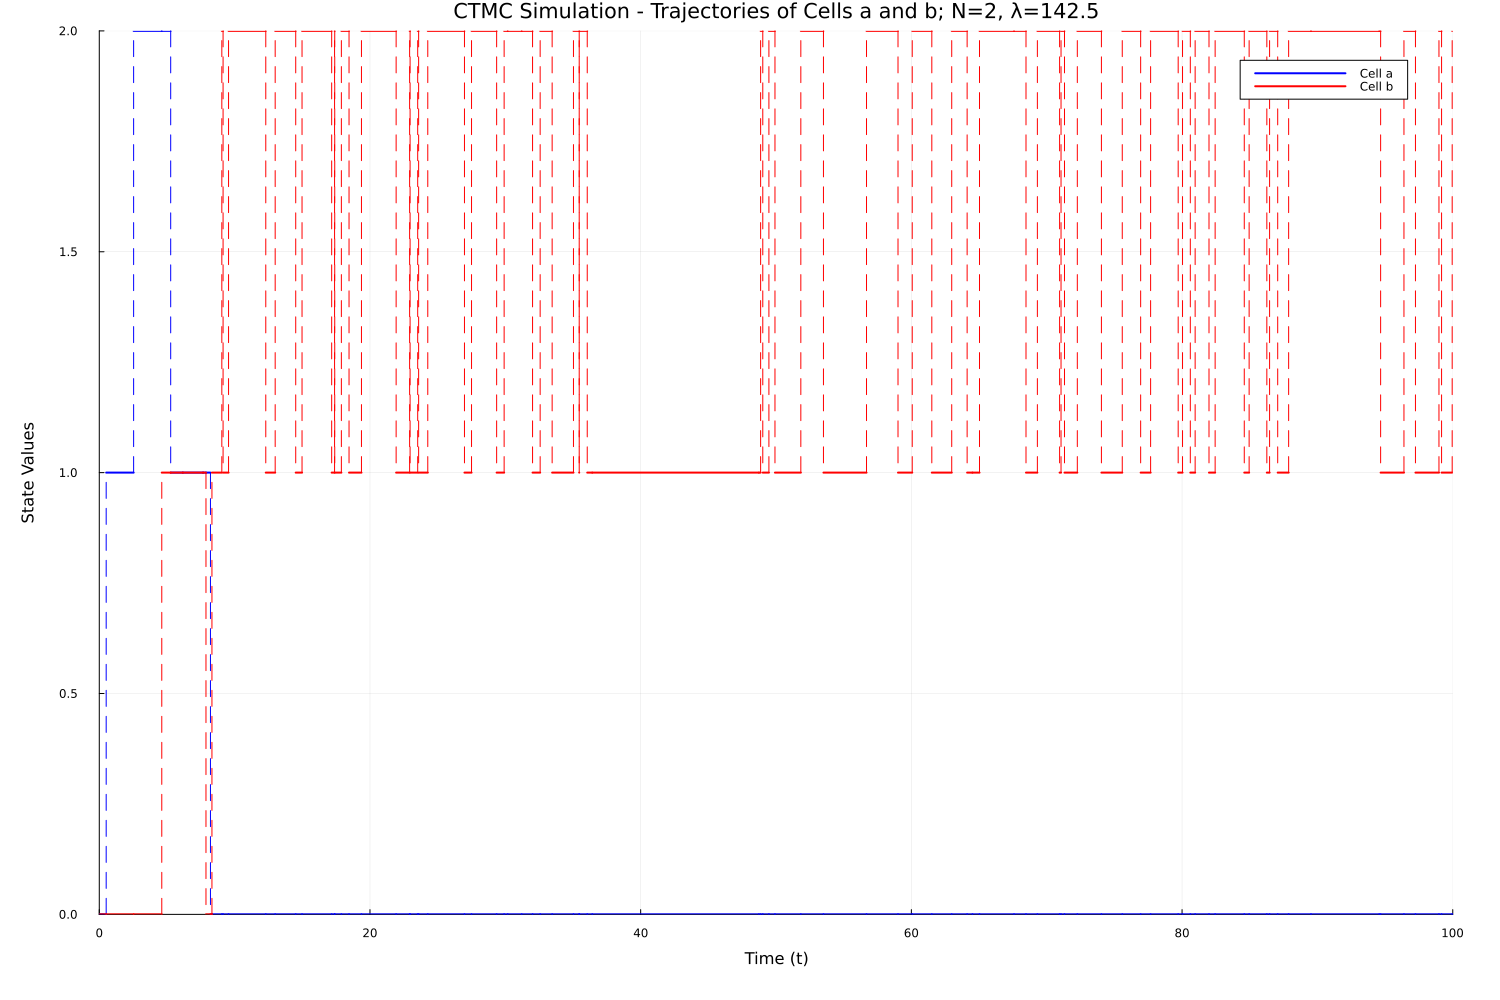 CTMC Simulation - Trajectories of Cells a and b; N=2, λ=142.5
2.0
Cell a
Cell b
1.5
State Values
1.0
0.5
0.0
0 20 40 60 80 100
Time (t)